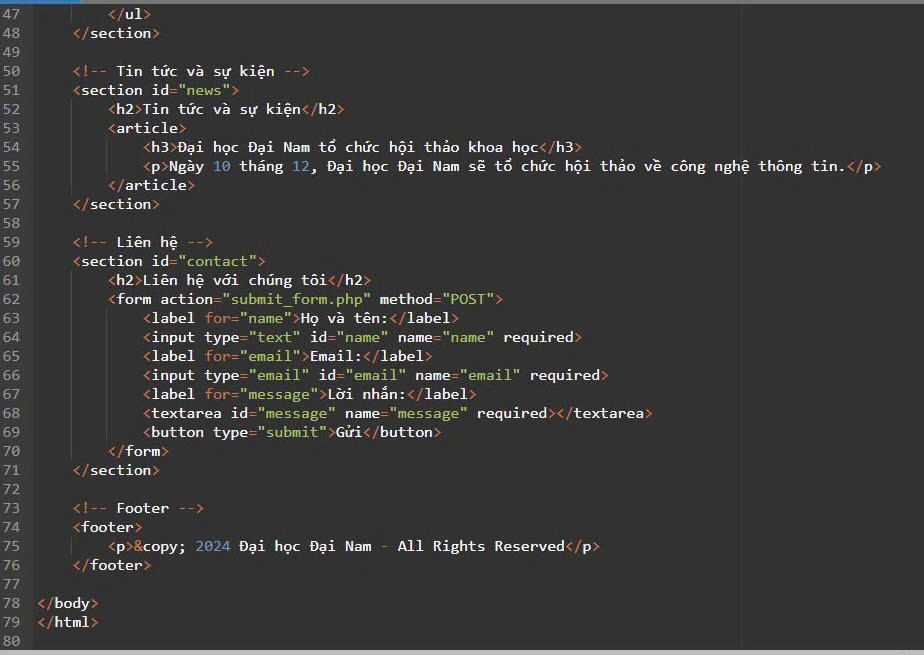 47         </ul>
48     </section>
49
50     <!-- Tin tức và sự kiện -->
51     <section id="news">
52         <h2>Tin tức và sự kiện</h2>
53         <article>
54             <h3>Đại học Đại Nam tổ chức hội thảo khoa học</h3>
55             <p>Ngày 10 tháng 12, Đại học Đại Nam sẽ tổ chức hội thảo về công nghệ thông tin.</p>
56         </article>
57     </section>
58
59     <!-- Liên hệ -->
60     <section id="contact">
61         <h2>Liên hệ với chúng tôi</h2>
62         <form action="submit_form.php" method="POST">
63             <label for="name">Họ và tên:</label>
64             <input type="text" id="name" name="name" required>
65             <label for="email">Email:</label>
66             <input type="email" id="email" name="email" required>
67             <label for="message">Lời nhắn:</label>
68             <textarea id="message" name="message" required></textarea>
69             <button type="submit">Gửi</button>
70         </form>
71     </section>
72
73     <!-- Footer -->
74     <footer>
75         <p>&copy; 2024 Đại học Đại Nam - All Rights Reserved</p>
76     </footer>
77
78 </body>
79 </html>
80